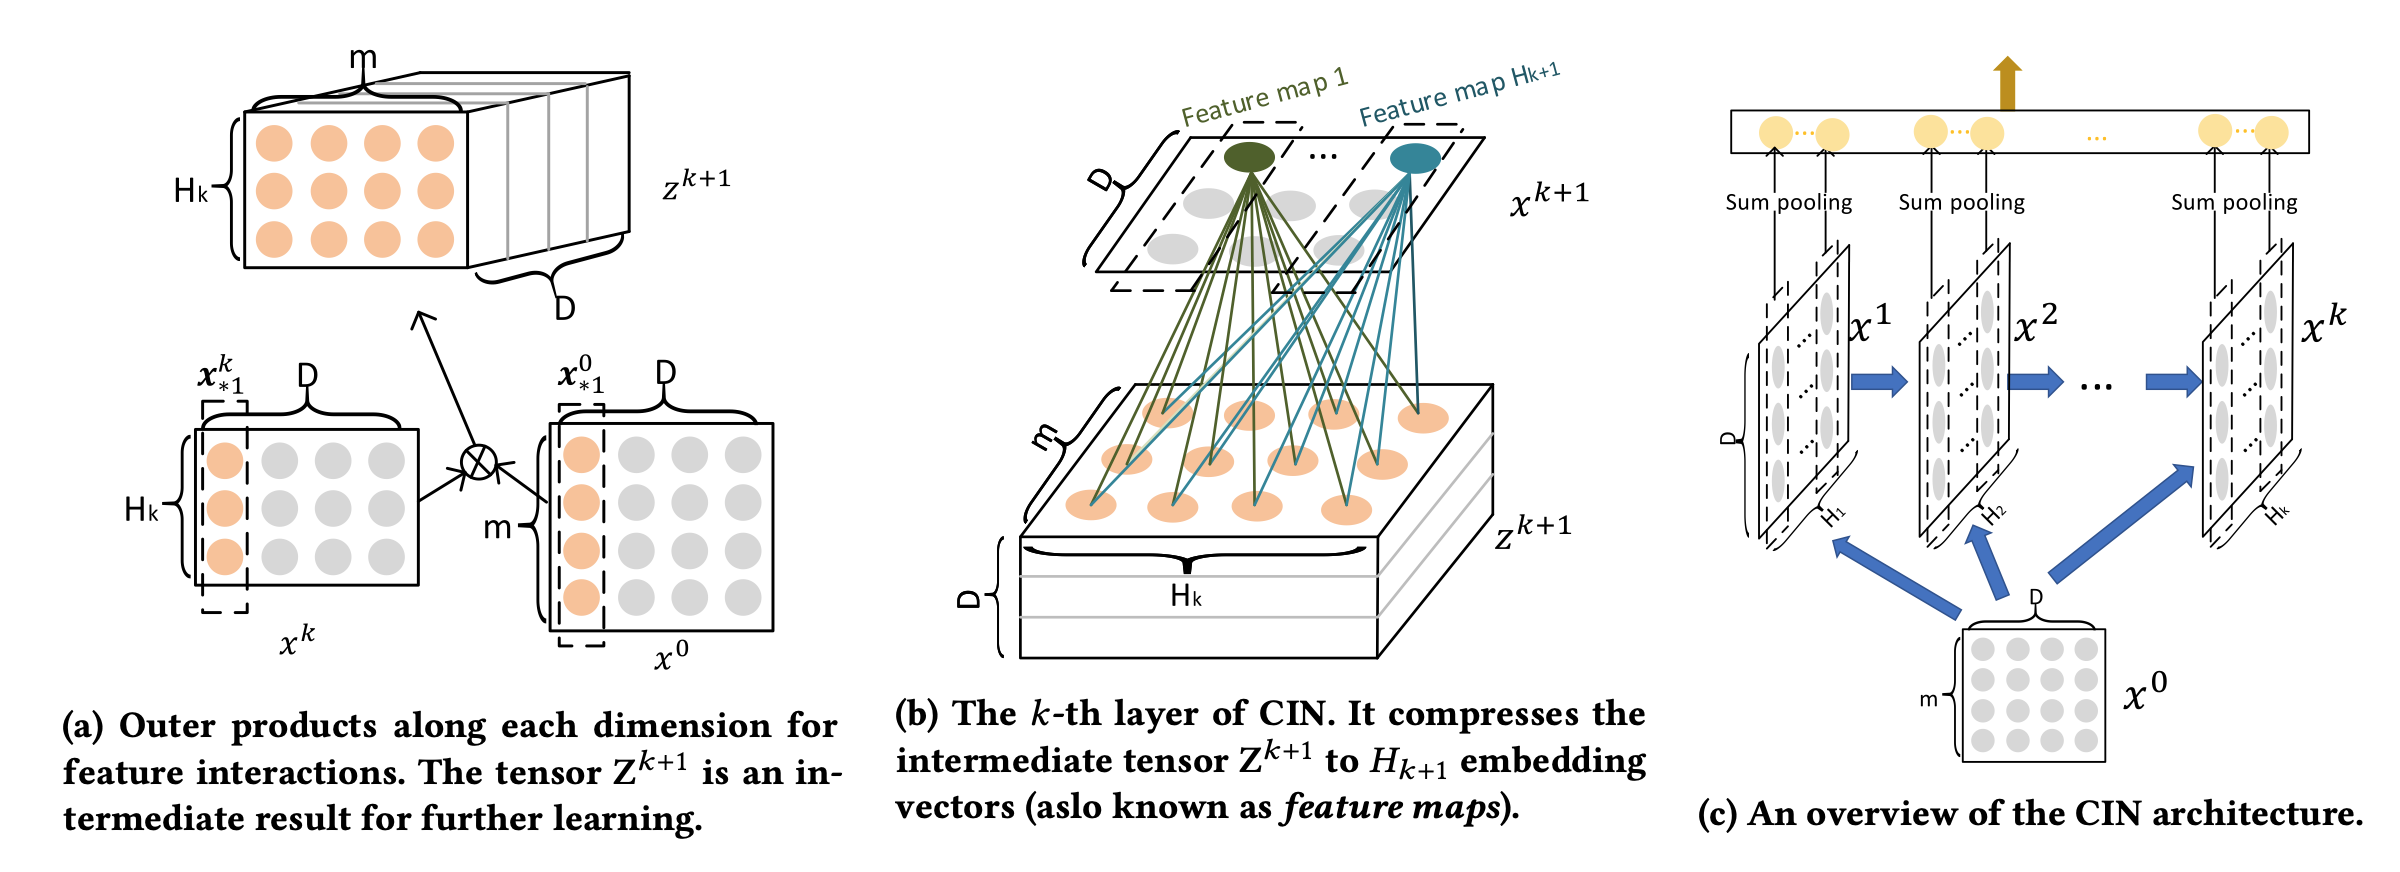 m
Hk
z^{k+1}
D
x^k_{*1}
D
x^0_{*1}
D
Hk
m
x^k
x^0
(a) Outer products along each dimension for
feature interactions. The tensor Z^{k+1} is an in-
termediate result for further learning.
Feature map 1
Feature map Hk+1
D
...
x^{k+1}
m
z^{k+1}
D
Hk
(b) The k-th layer of CIN. It compresses the
intermediate tensor Z^{k+1} to H_{k+1} embedding
vectors (aslo known as feature maps).
... ... ... ...
Sum pooling Sum pooling Sum pooling
x^1 x^2 x^k
...
D
H1 H2 Hk
D
m
x^0
(c) An overview of the CIN architecture.